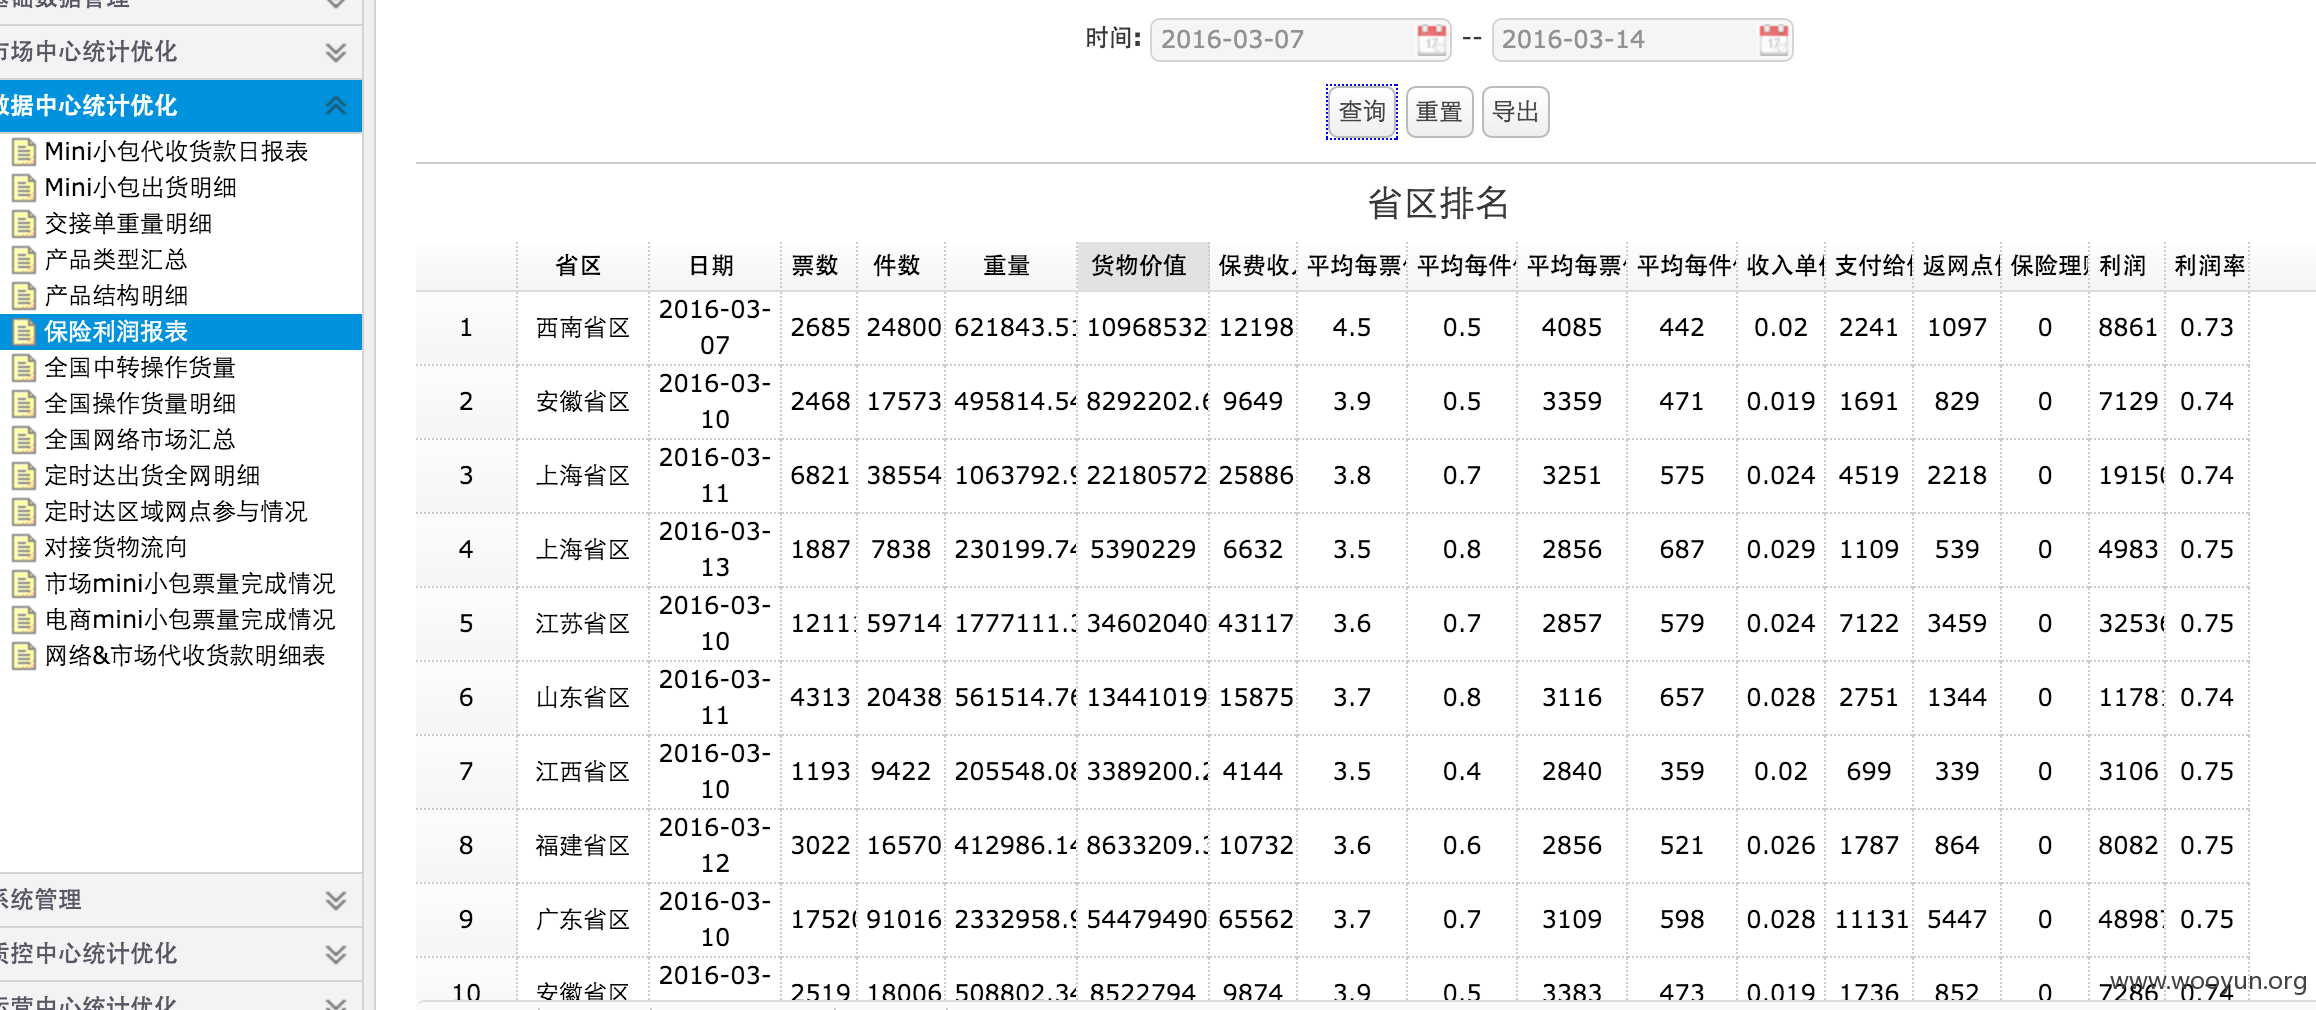 础数据管理
市场中心统计优化
数据中心统计优化
Mini小包代收货款日报表
Mini小包出货明细
交接单重量明细
产品类型汇总
产品结构明细
保险利润报表
全国中转操作货量
全国操作货量明细
全国网络市场汇总
定时达出货全网明细
定时达区域网点参与情况
对接货物流向
市场mini小包票量完成情况
电商mini小包票量完成情况
网络&市场代收货款明细表
系统管理
质控中心统计优化
运营中心统计优化
时间: 2016-03-07 -- 2016-03-14
查询 重置 导出
省区排名
省区 日期 票数 件数 重量 货物价值 保费收 平均每票 平均每件 平均每票 平均每件 收入单 支付给 返网点 保险理 利润 利润率
1 西南省区 2016-03-07 2685 24800 621843.5 10968532 12198 4.5 0.5 4085 442 0.02 2241 1097 0 8861 0.73
2 安徽省区 2016-03-10 2468 17573 495814.54 8292202.6 9649 3.9 0.5 3359 471 0.019 1691 829 0 7129 0.74
3 上海省区 2016-03-11 6821 38554 1063792.9 22180572 25886 3.8 0.7 3251 575 0.024 4519 2218 0 19150 0.74
4 上海省区 2016-03-13 1887 7838 230199.74 5390229 6632 3.5 0.8 2856 687 0.029 1109 539 0 4983 0.75
5 江苏省区 2016-03-10 1211 59714 1777111. 34602040 43117 3.6 0.7 2857 579 0.024 7122 3459 0 32536 0.75
6 山东省区 2016-03-11 4313 20438 561514.76 13441019 15875 3.7 0.8 3116 657 0.028 2751 1344 0 1178 0.74
7 江西省区 2016-03-10 1193 9422 205548.08 3389200.2 4144 3.5 0.4 2840 359 0.02 699 339 0 3106 0.75
8 福建省区 2016-03-12 3022 16570 412986.14 8633209. 10732 3.6 0.6 2856 521 0.026 1787 864 0 8082 0.75
9 广东省区 2016-03-10 17520 91016 2332958.9 54479490 65562 3.7 0.7 3109 598 0.028 11131 5447 0 4898 0.75
10 安徽省区 2016-03- 2519 18006 508802.34 8522794 9874 3.9 0.5 3383 473 0.019 1736 852 0 7286 0.74
www.wooyun.org